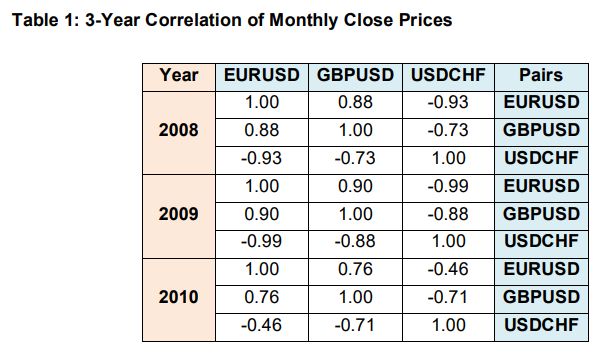 Table 1: 3-Year Correlation of Monthly Close Prices
Year EURUSD GBPUSD USDCHF Pairs
1.00 0.88 -0.93 EURUSD
2008 0.88 1.00 -0.73 GBPUSD
-0.93 -0.73 1.00 USDCHF
1.00 0.90 -0.99 EURUSD
2009 0.90 1.00 -0.88 GBPUSD
-0.99 -0.88 1.00 USDCHF
1.00 0.76 -0.46 EURUSD
2010 0.76 1.00 -0.71 GBPUSD
-0.46 -0.71 1.00 USDCHF